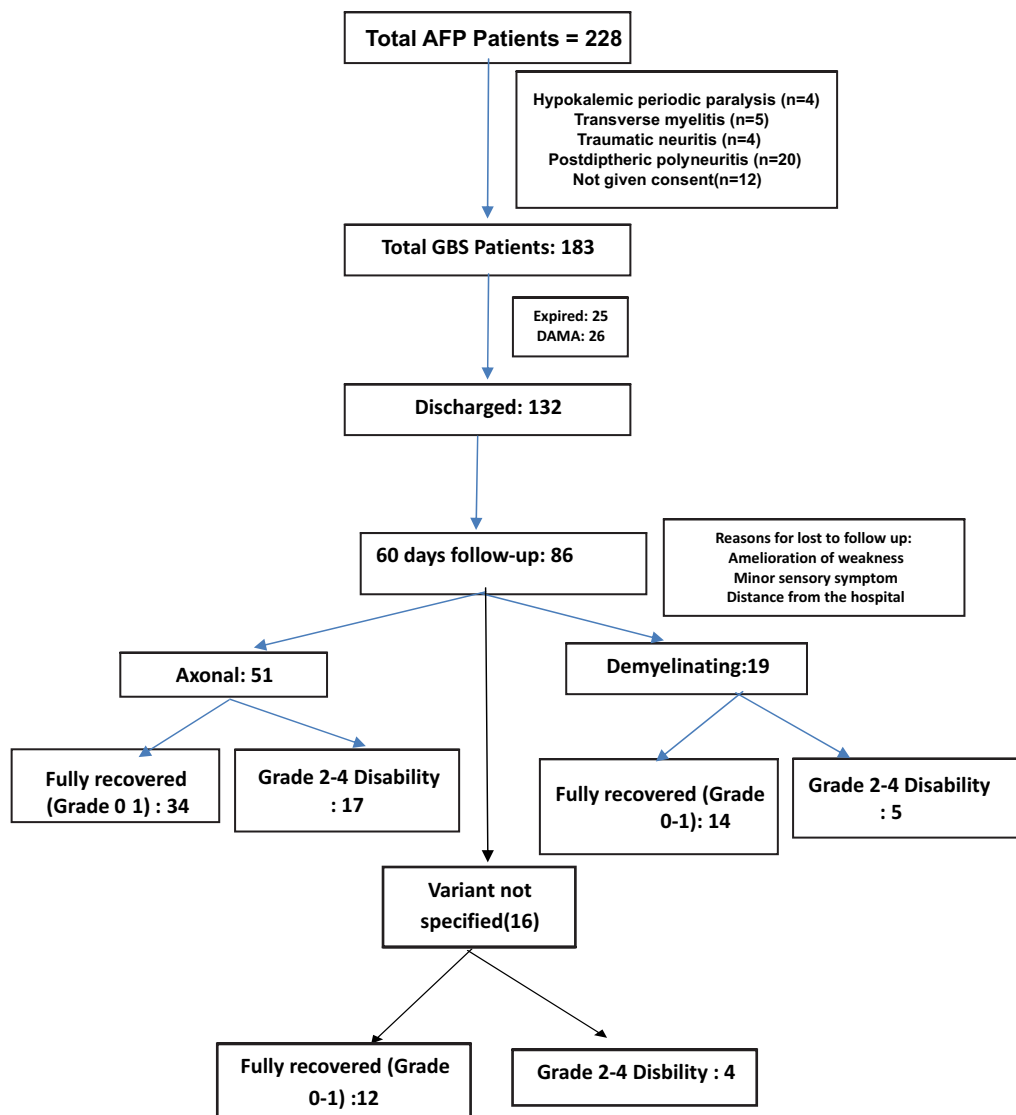 Total AFP Patients = 228
Hypokalemic periodic paralysis (n=4)
Transverse myelitis (n=5)
Traumatic neuritis (n=4)
Postdiptheric polyneuritis (n=20)
Not given consent(n=12)
Total GBS Patients: 183
Expired: 25
DAMA: 26
Discharged: 132
60 days follow-up: 86
Reasons for lost to follow up:
Amelioration of weakness
Minor sensory symptom
Distance from the hospital
Axonal: 51
Demyelinating:19
Fully recovered
(Grade 0 1) : 34
Grade 2-4 Disability
: 17
Fully recovered (Grade
0-1): 14
Grade 2-4 Disability
: 5
Variant not
specified(16)
Fully recovered (Grade
0-1) :12
Grade 2-4 Disbility : 4